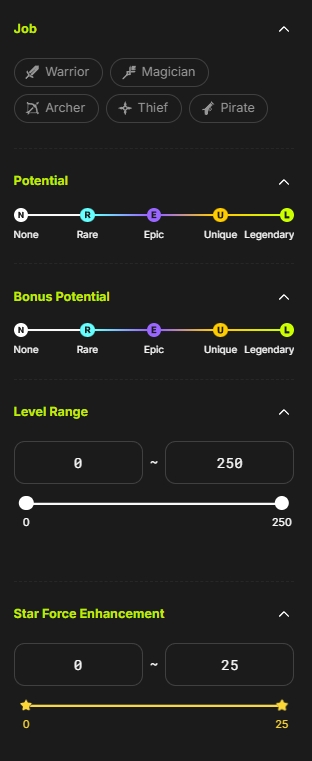 Job
Warrior Magician
Archer Thief Pirate
Potential
N R E U L
None Rare Epic Unique Legendary
Bonus Potential
N R E U L
None Rare Epic Unique Legendary
Level Range
0 ~ 250
0 250
Star Force Enhancement
0 ~ 25
0 25